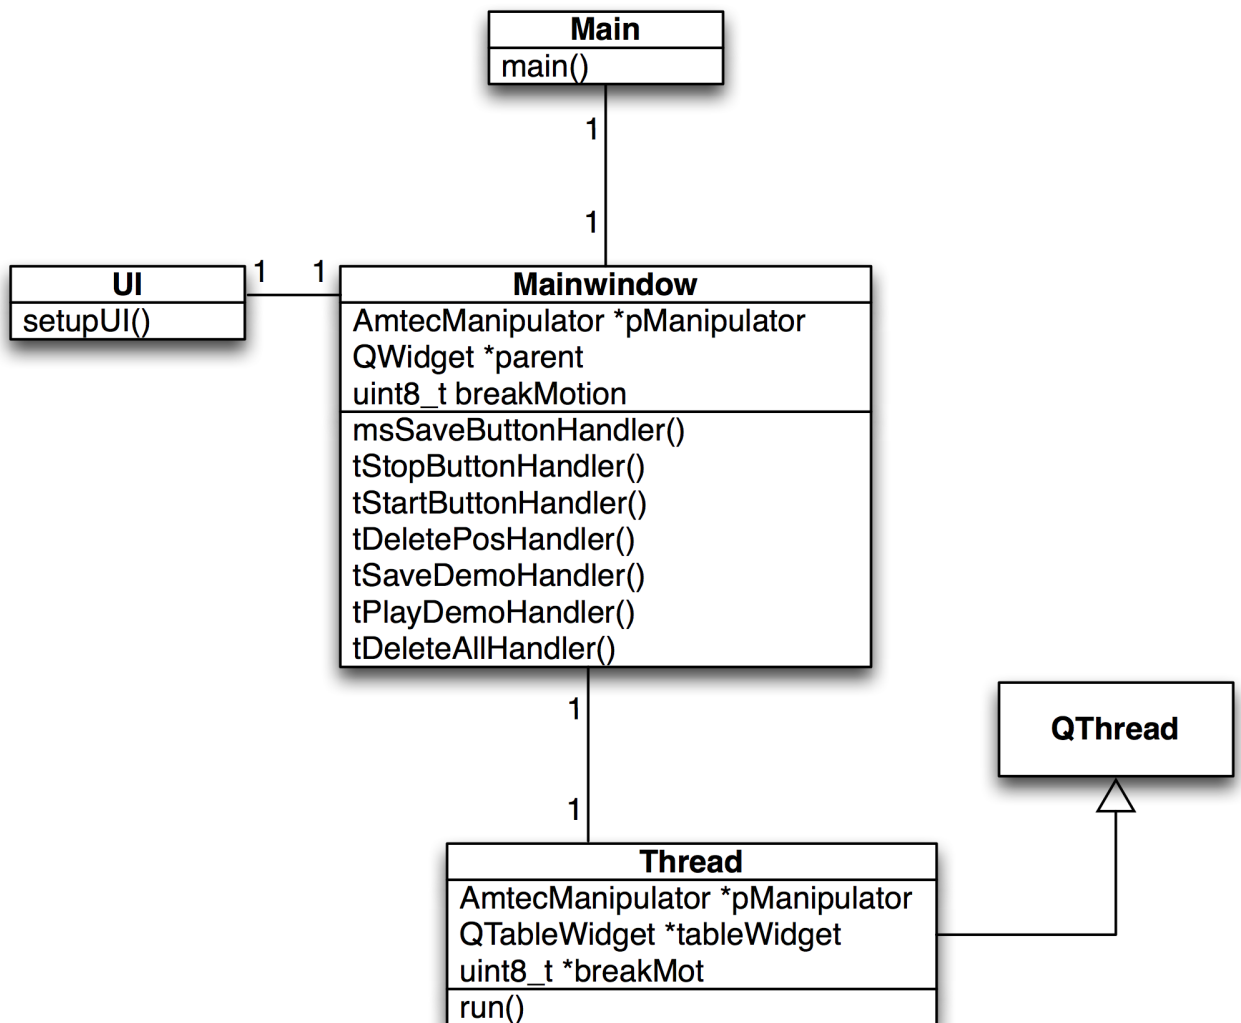 Main
main()
1
1
UI
setupUI()
1 1
Mainwindow
AmtecManipulator *pManipulator
QWidget *parent
uint8_t breakMotion
msSaveButtonHandler()
tStopButtonHandler()
tStartButtonHandler()
tDeletePosHandler()
tSaveDemoHandler()
tPlayDemoHandler()
tDeleteAllHandler()
1
1
QThread
Thread
AmtecManipulator *pManipulator
QTableWidget *tableWidget
uint8_t *breakMot
run()